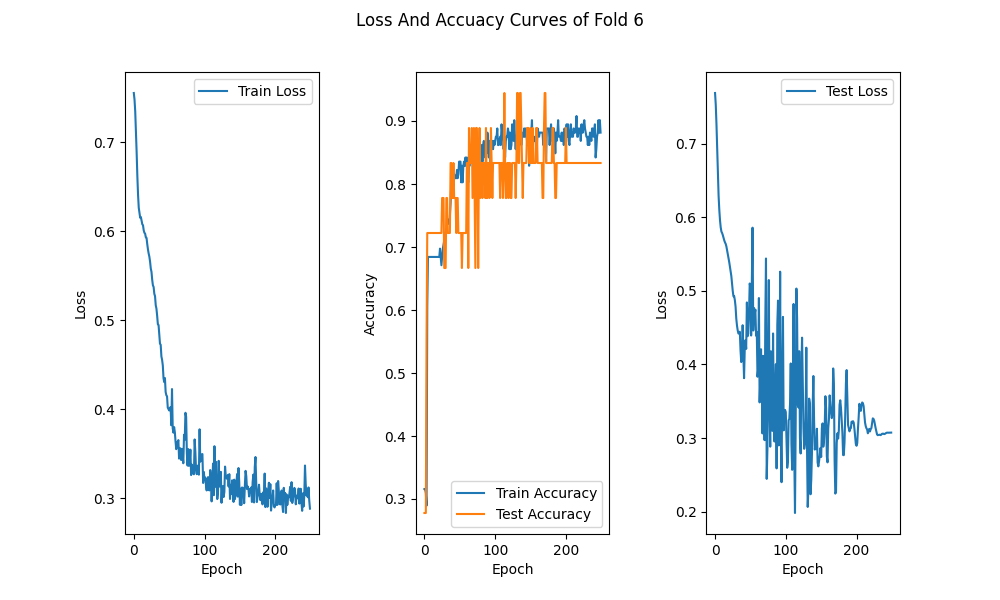 Loss And Accuacy Curves of Fold 6
Train Loss
0.7
0.6
0.5
0.4
0.3
Loss
0 100 200
Epoch
0.9
0.8
0.7
0.6
0.5
0.4
0.3
Accuracy
Train Accuracy
Test Accuracy
0 100 200
Epoch
Test Loss
0.7
0.6
0.5
0.4
0.3
0.2
Loss
0 100 200
Epoch